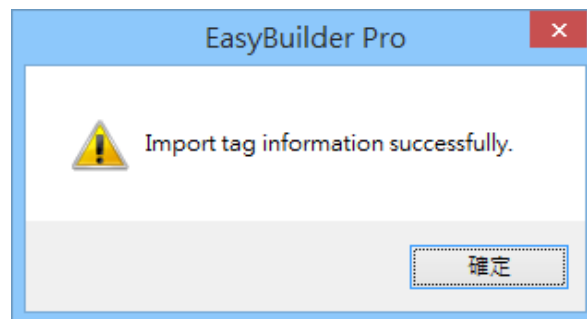 EasyBuilder Pro
Import tag information successfully.
確定